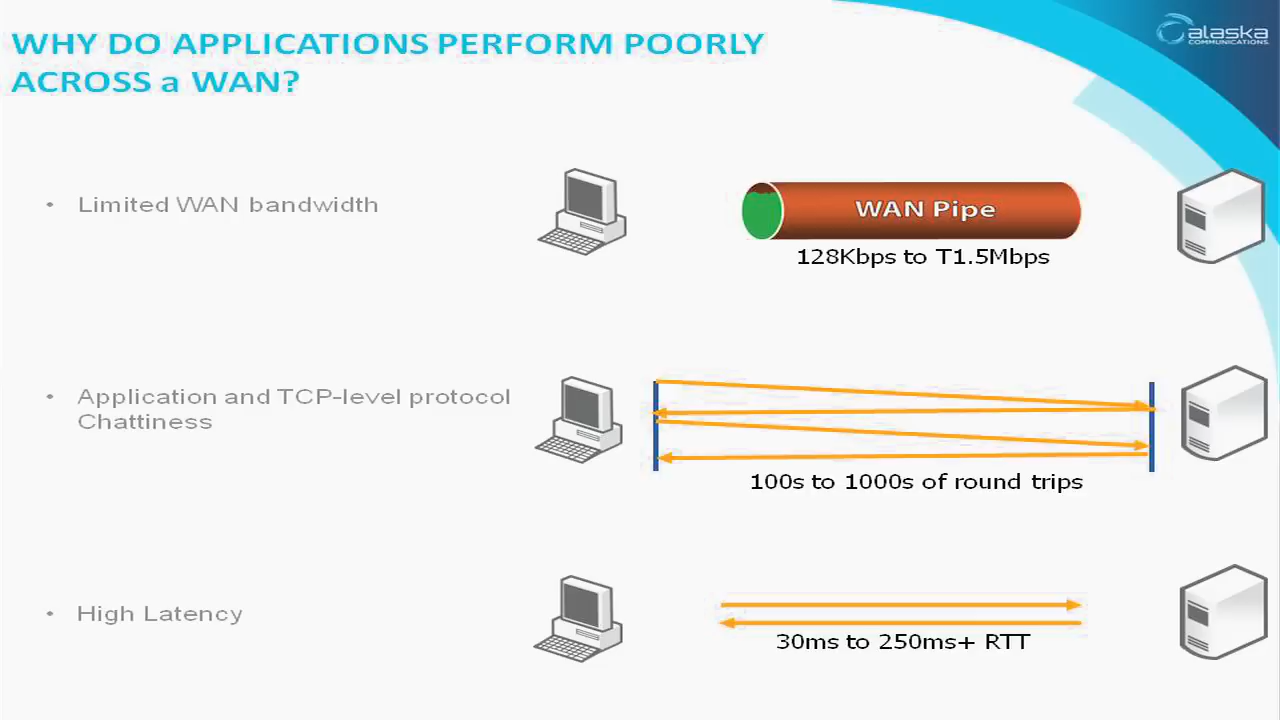 WHY DO APPLICATIONS PERFORM POORLY
ACROSS a WAN?
alaska
COMMUNICATIONS
• Limited WAN bandwidth
WAN Pipe
128Kbps to T1.5Mbps
• Application and TCP-level protocol
Chattiness
100s to 1000s of round trips
• High Latency
30ms to 250ms+ RTT